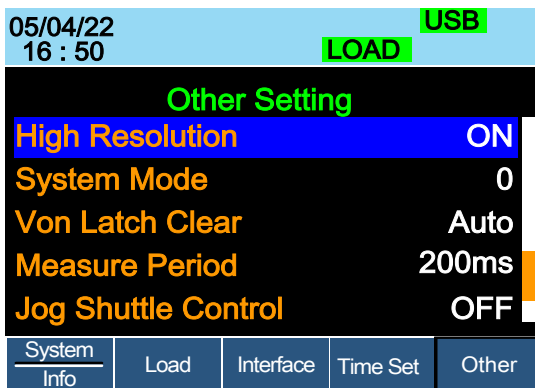 05/04/22
16 : 50
USB
LOAD
Other Setting
High Resolution ON
System Mode 0
Von Latch Clear Auto
Measure Period 200ms
Jog Shuttle Control OFF
System
Info
Load
Interface
Time Set
Other